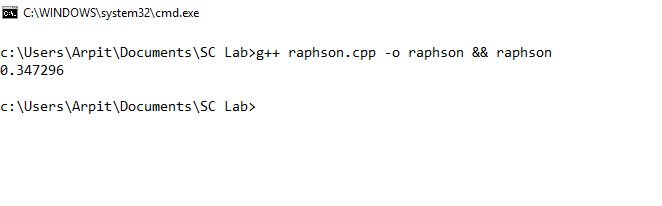 C:\WINDOWS\system32\cmd.exe
c:\Users\Arpit\Documents\SC Lab>g++ raphson.cpp -o raphson && raphson
0.347296
c:\Users\Arpit\Documents\SC Lab>